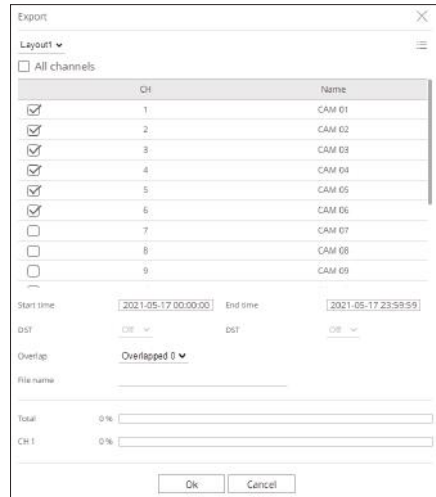 Export
Layout1
All channels
CH Name
1 CAM 01
2 CAM 02
3 CAM 03
4 CAM 04
5 CAM 05
6 CAM 06
7 CAM 07
8 CAM 08
9 CAM 09
Start time 2021-05-17 00:00:00 End time 2021-05-17 23:59:59
DST Off DST Off
Overlap Overlapped 0
File name
Total 0 %
CH 1 0 %
Ok Cancel